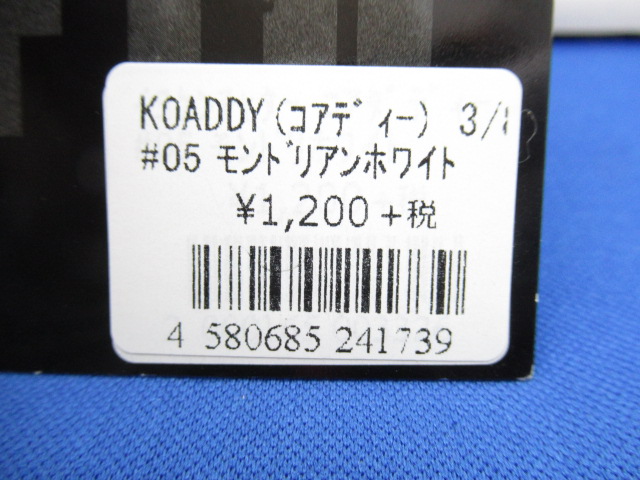 KOADDY(コアディー) 3/
#05 モンドリアンホワイト
¥1,200+税
4 580685 241739